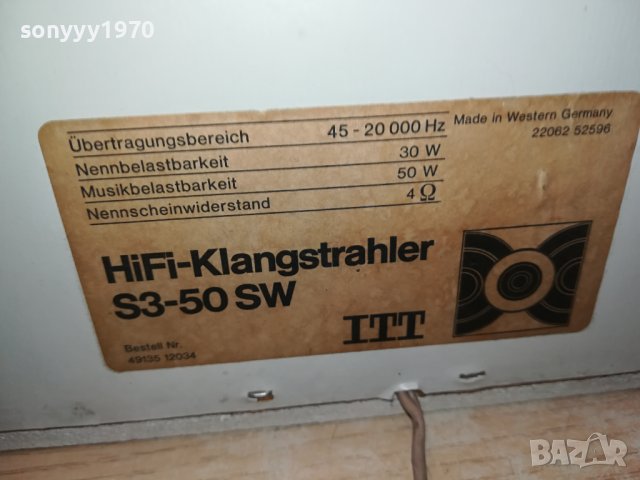 sonyyy1970
Übertragungsbereich 45 - 20 000 Hz
Nennbelastbarkeit 30 W
Musikbelastbarkeit 50 W
Nennscheinwiderstand 4 Ω
Made in Western Germany
22062 52596
HiFi-Klangstrahler
S3-50 SW
ITT
Bestell Nr.
49135 12034
BAZAR